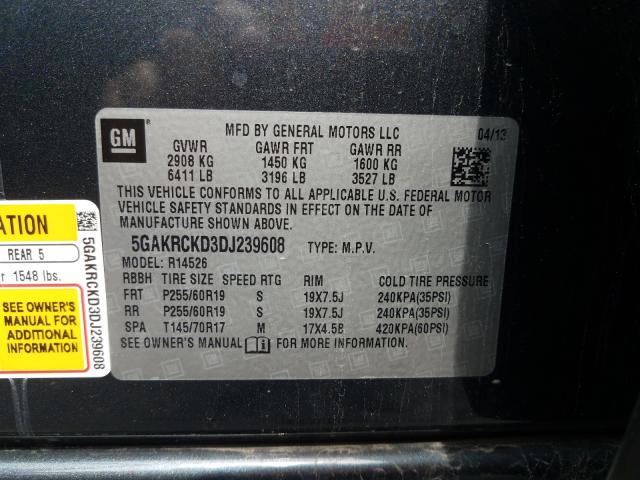 GM
®
MFD BY GENERAL MOTORS LLC 04/13
GVWR GAWR FRT GAWR RR
2908 KG 1450 KG 1600 KG
6411 LB 3196 LB 3527 LB
THIS VEHICLE CONFORMS TO ALL APPLICABLE U.S. FEDERAL MOTOR
VEHICLE SAFETY STANDARDS IN EFFECT ON THE DATE OF
MANUFACTURE SHOWN ABOVE.
5GAKRCKD3DJ239608 TYPE: M.P.V.
MODEL: R14526
RBBH TIRE SIZE SPEED RTG RIM COLD TIRE PRESSURE
FRT P255/60R19 S 19X7.5J 240KPA(35PSI)
RR P255/60R19 S 19X7.5J 240KPA(35PSI)
SPA T145/70R17 M 17X4.5B 420KPA(60PSI)
SEE OWNER'S MANUAL FOR MORE INFORMATION.
ATION
REAR 5
r 1548 lbs.
SEE OWNER'S
MANUAL FOR
ADDITIONAL
INFORMATION
5GAKRCKD3DJ239608